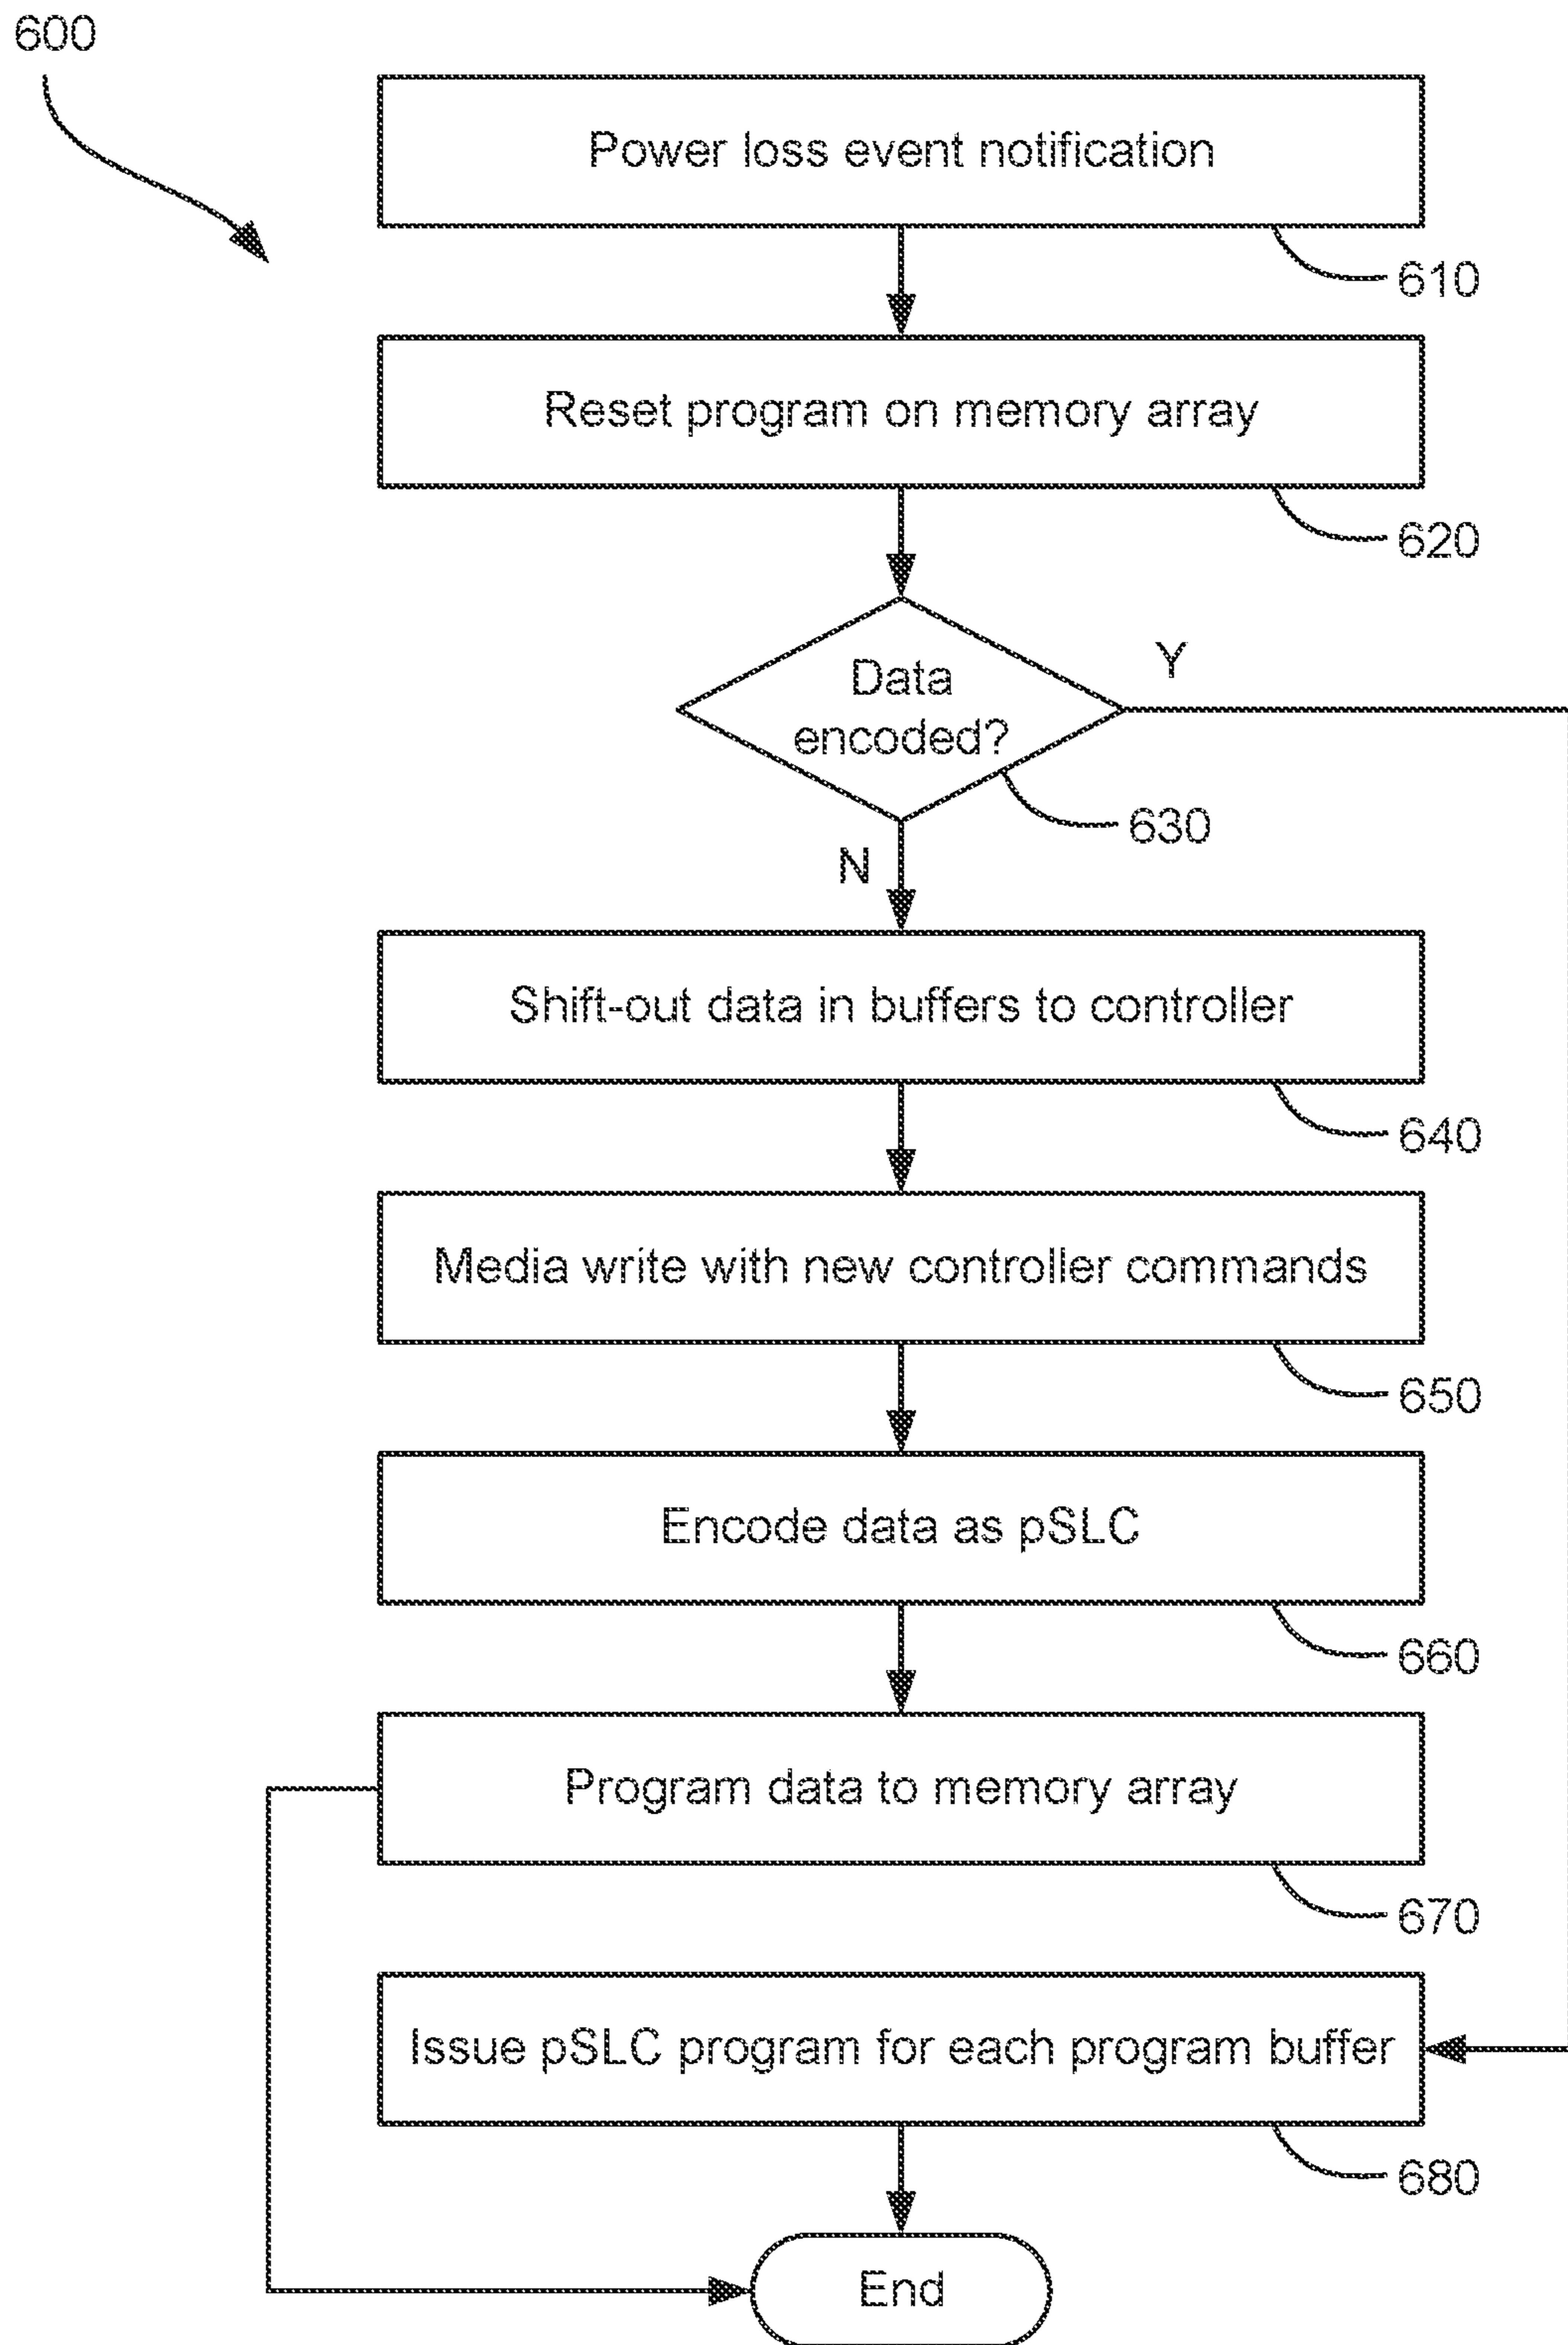 600
Power loss event notification
610
Reset program on memory array
620
Data
encoded?
Y
630
N
Shift-out data in buffers to controller
640
Media write with new controller commands
650
Encode data as pSLC
660
Program data to memory array
670
Issue pSLC program for each program buffer
680
End